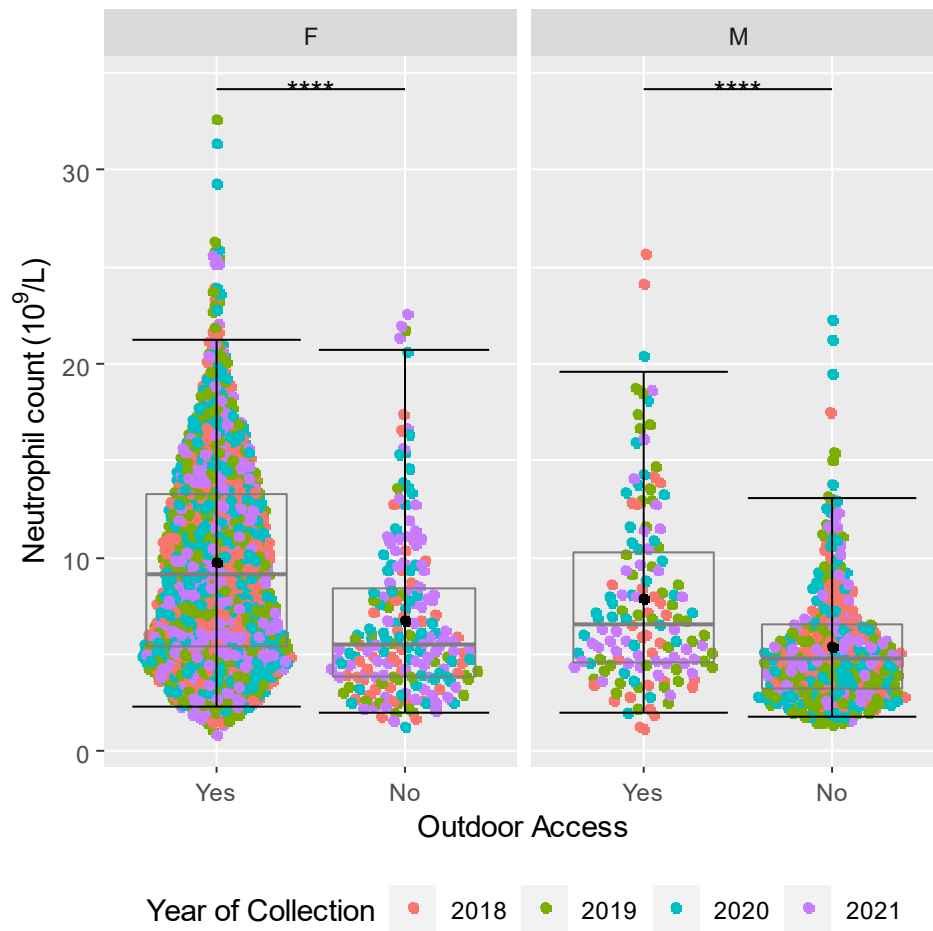 F M
**** ****
30
20
10
0
Neutrophil count (10⁹/L)
Yes No Yes No
Outdoor Access
Year of Collection 2018 2019 2020 2021